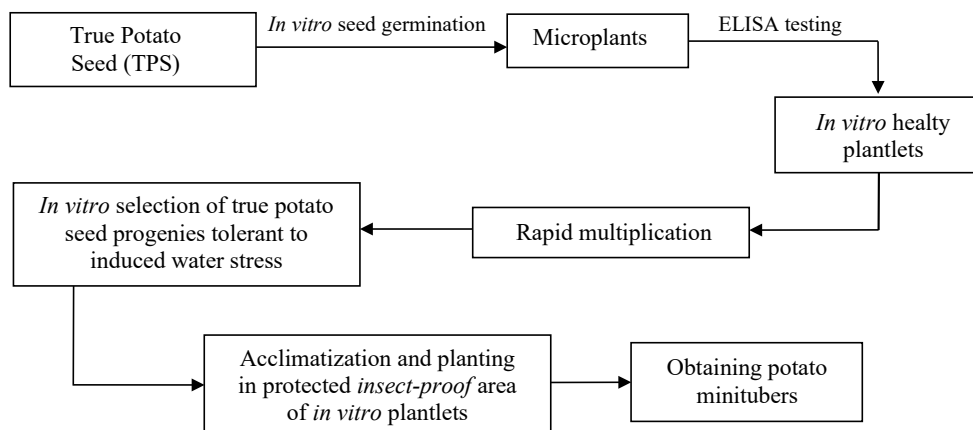 True Potato
Seed (TPS)
In vitro seed germination
Microplants
ELISA testing
In vitro healty
plantlets
Rapid multiplication
In vitro selection of true potato
seed progenies tolerant to
induced water stress
Acclimatization and planting
in protected insect-proof area
of in vitro plantlets
Obtaining potato
minitubers